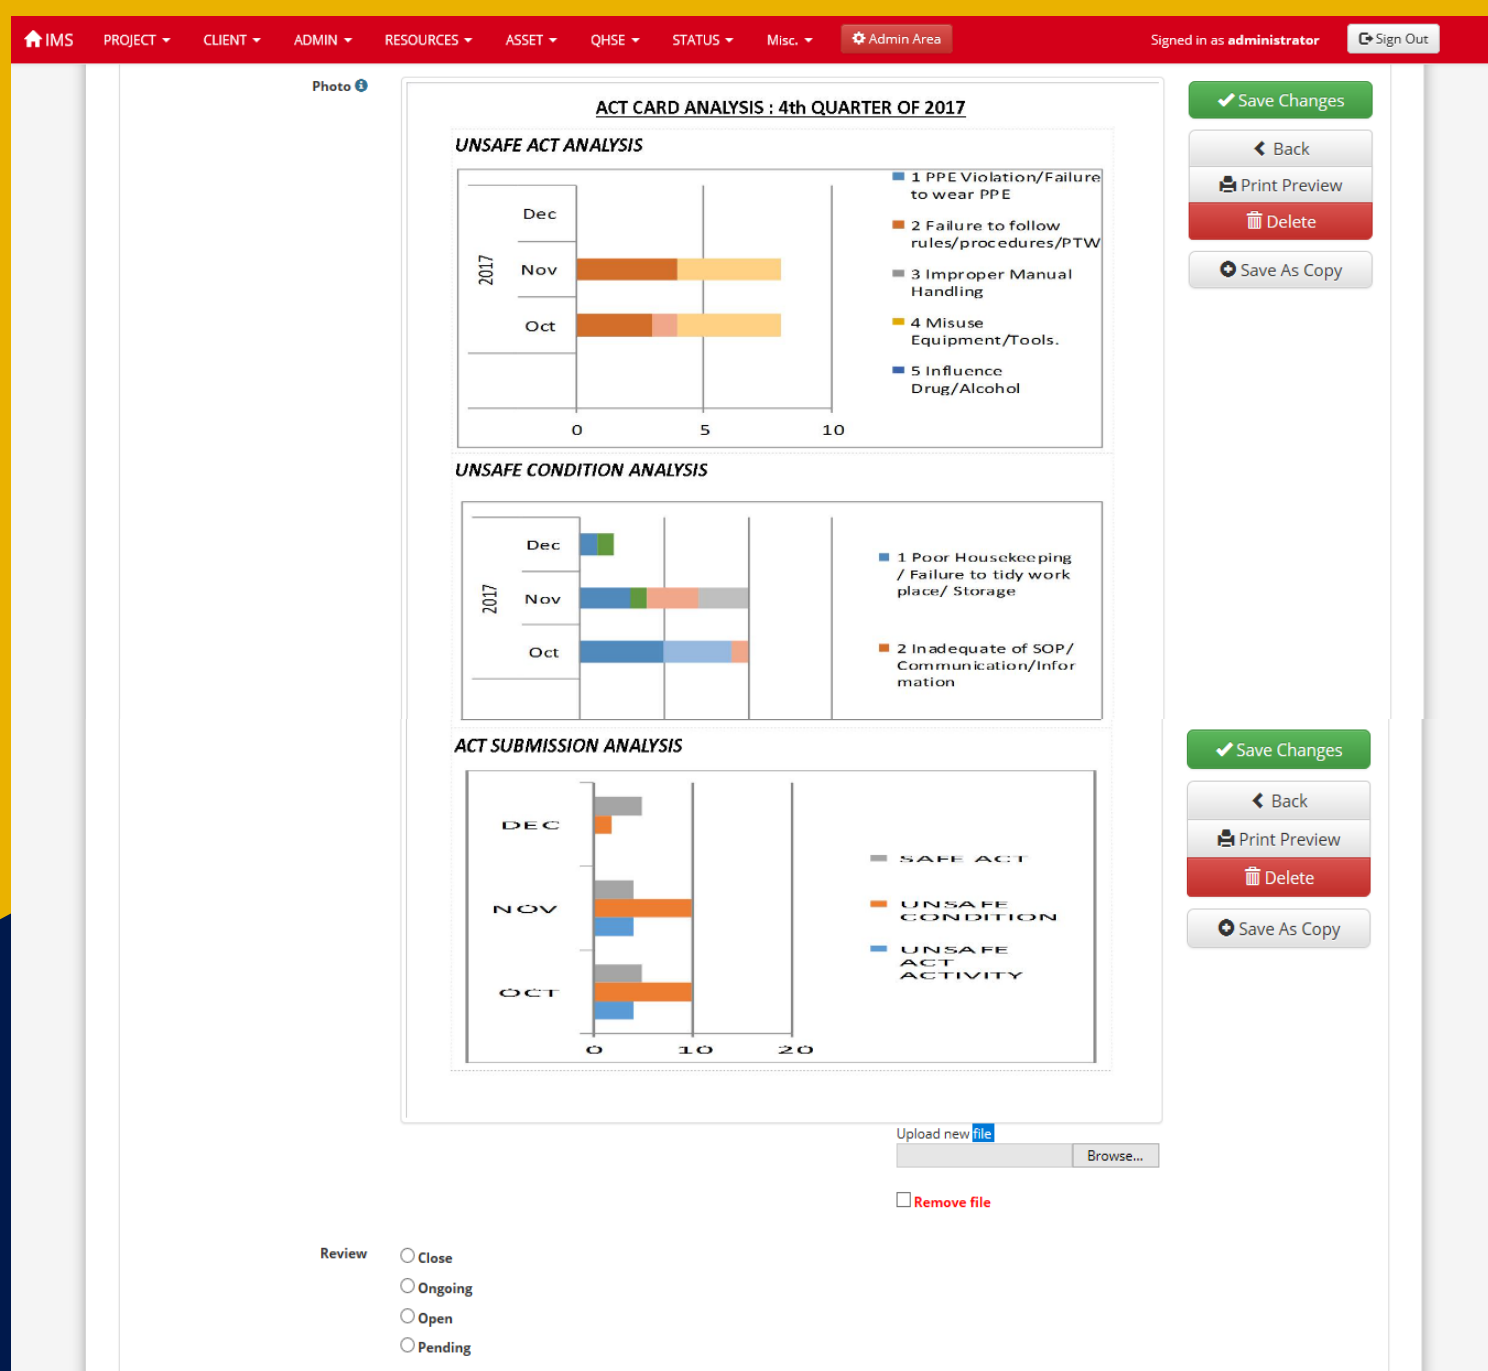 IMS PROJECT CLIENT ADMIN RESOURCES ASSET QHSE STATUS Misc. Admin Area Signed in as administrator Sign Out
Photo
ACT CARD ANALYSIS : 4th QUARTER OF 2017
Save Changes
Back
Print Preview
Delete
Save As Copy
UNSAFE ACT ANALYSIS
2017
Dec
Nov
Oct
0 5 10
1 PPE Violation/Failure
to wear PPE
2 Failure to follow
rules/procedures/PTW
3 Improper Manual
Handling
4 Misuse
Equipment/Tools.
5 Influence
Drug/Alcohol
UNSAFE CONDITION ANALYSIS
2017
Dec
Nov
Oct
1 Poor Housekeeping
/ Failure to tidy work
place/ Storage
2 Inadequate of SOP/
Communication/Infor
mation
ACT SUBMISSION ANALYSIS
DEC
NOV
OCT
0 10 20
SAFE ACT
UNSAFE
CONDITION
UNSAFE
ACT
ACTIVITY
Save Changes
Back
Print Preview
Delete
Save As Copy
Upload new file
Browse...
Remove file
Review
Close
Ongoing
Open
Pending